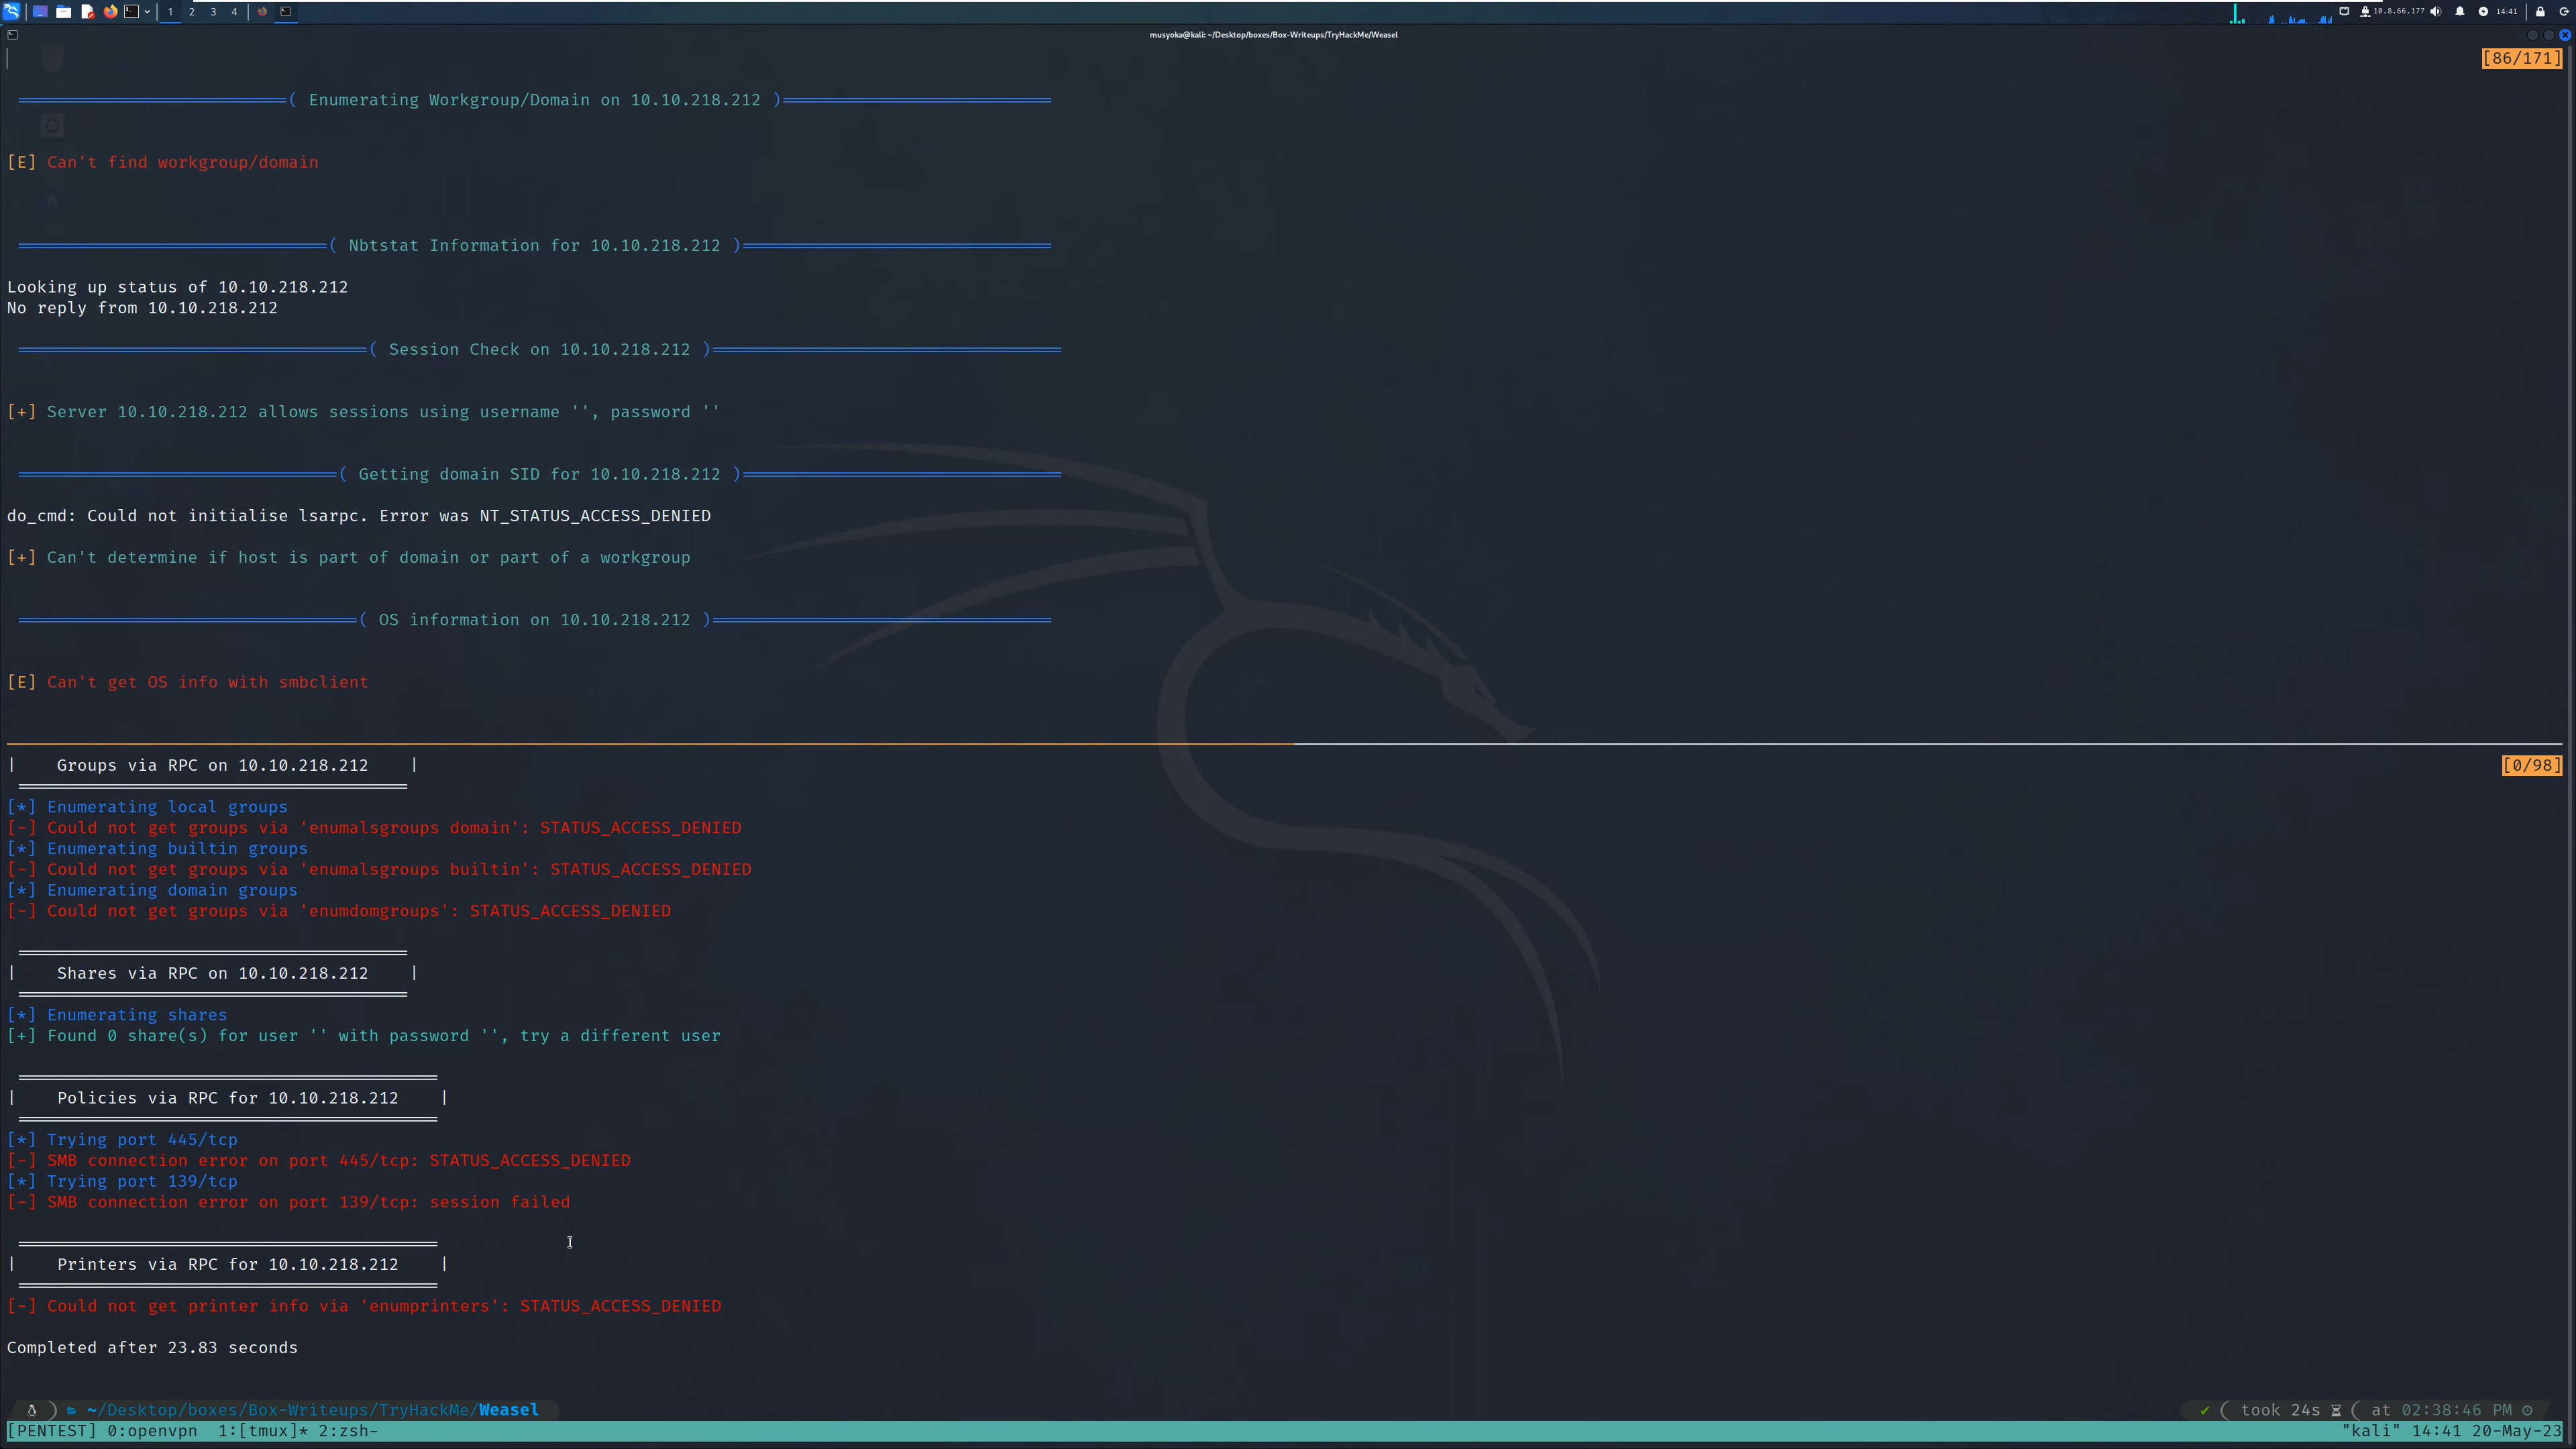 1 2 3 4
10.8.66.177 14:41
musyoka@kali: ~/Desktop/boxes/Box-Writeups/TryHackMe/Weasel
[86/171]
( Enumerating Workgroup/Domain on 10.10.218.212 )
[E] Can't find workgroup/domain
( Nbtstat Information for 10.10.218.212 )
Looking up status of 10.10.218.212
No reply from 10.10.218.212
( Session Check on 10.10.218.212 )
[+] Server 10.10.218.212 allows sessions using username '', password ''
( Getting domain SID for 10.10.218.212 )
do_cmd: Could not initialise lsarpc. Error was NT_STATUS_ACCESS_DENIED
[+] Can't determine if host is part of domain or part of a workgroup
( OS information on 10.10.218.212 )
[E] Can't get OS info with smbclient
| Groups via RPC on 10.10.218.212 | [0/98]
[*] Enumerating local groups
[-] Could not get groups via 'enumalsgroups domain': STATUS_ACCESS_DENIED
[*] Enumerating builtin groups
[-] Could not get groups via 'enumalsgroups builtin': STATUS_ACCESS_DENIED
[*] Enumerating domain groups
[-] Could not get groups via 'enumdomgroups': STATUS_ACCESS_DENIED
| Shares via RPC on 10.10.218.212 |
[*] Enumerating shares
[+] Found 0 share(s) for user '' with password '', try a different user
| Policies via RPC for 10.10.218.212 |
[*] Trying port 445/tcp
[-] SMB connection error on port 445/tcp: STATUS_ACCESS_DENIED
[*] Trying port 139/tcp
[-] SMB connection error on port 139/tcp: session failed
| Printers via RPC for 10.10.218.212 |
[-] Could not get printer info via 'enumprinters': STATUS_ACCESS_DENIED
Completed after 23.83 seconds
~/Desktop/boxes/Box-Writeups/TryHackMe/Weasel ✔ ( took 24s ( at 02:38:46 PM
[PENTEST] 0:openvpn 1:[tmux]* 2:zsh- "kali" 14:41 20-May-23